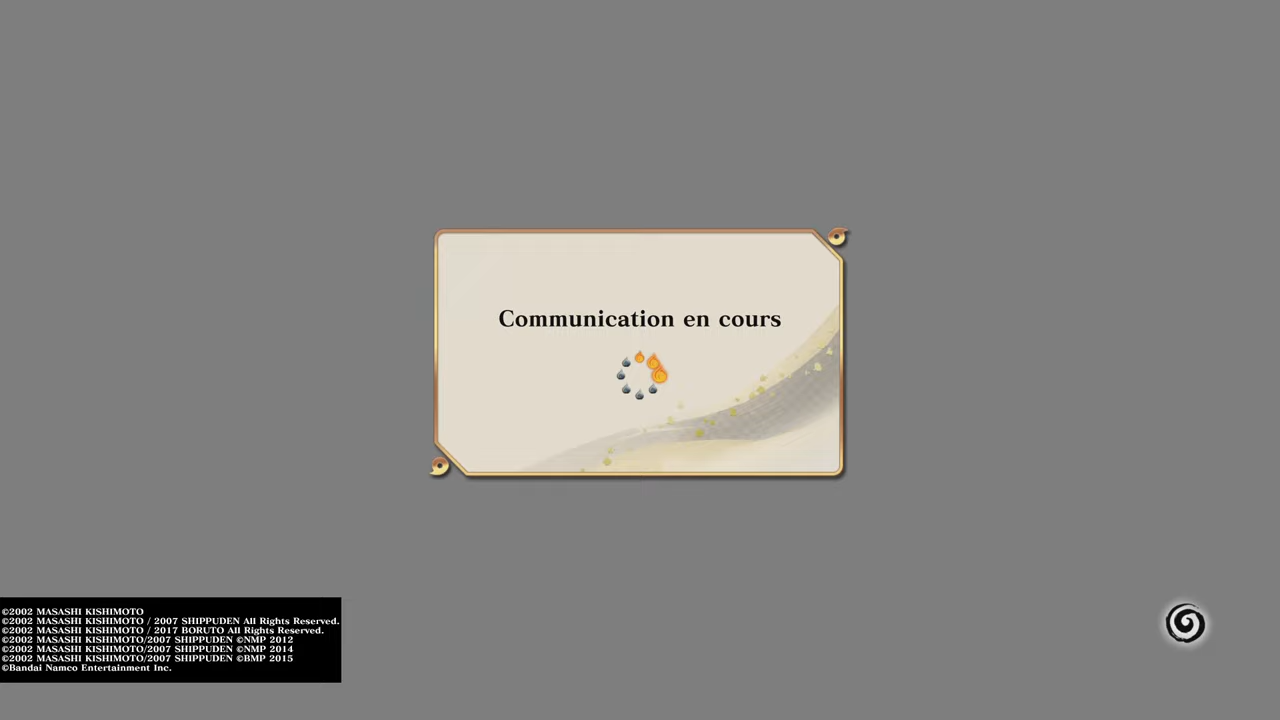 Communication en cours
©2002 MASASHI KISHIMOTO
©2002 MASASHI KISHIMOTO / 2007 SHIPPUDEN All Rights Reserved.
©2002 MASASHI KISHIMOTO / 2017 BORUTO All Rights Reserved.
©2002 MASASHI KISHIMOTO/2007 SHIPPUDEN ©NMP 2012
©2002 MASASHI KISHIMOTO/2007 SHIPPUDEN ©NMP 2014
©2002 MASASHI KISHIMOTO/2007 SHIPPUDEN ©BMP 2015
©Bandai Namco Entertainment Inc.